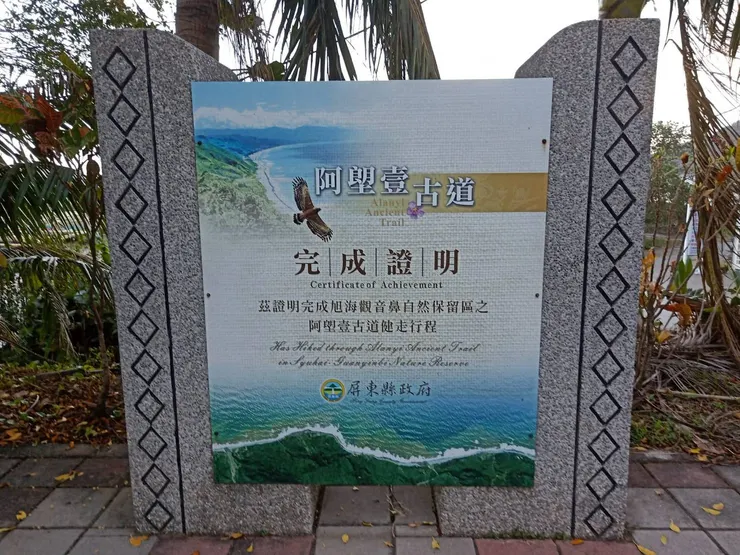 阿塱壹古道
Alanyi
Ancient
Trail
完成證明
Certificate of Achievement
茲證明完成旭海觀音鼻自然保留區之
阿塱壹古道健走行程
Has Hiked through Alanyi Ancient Trail
in Syuhai-Guanyinbi Nature Reserve
屏東縣政府